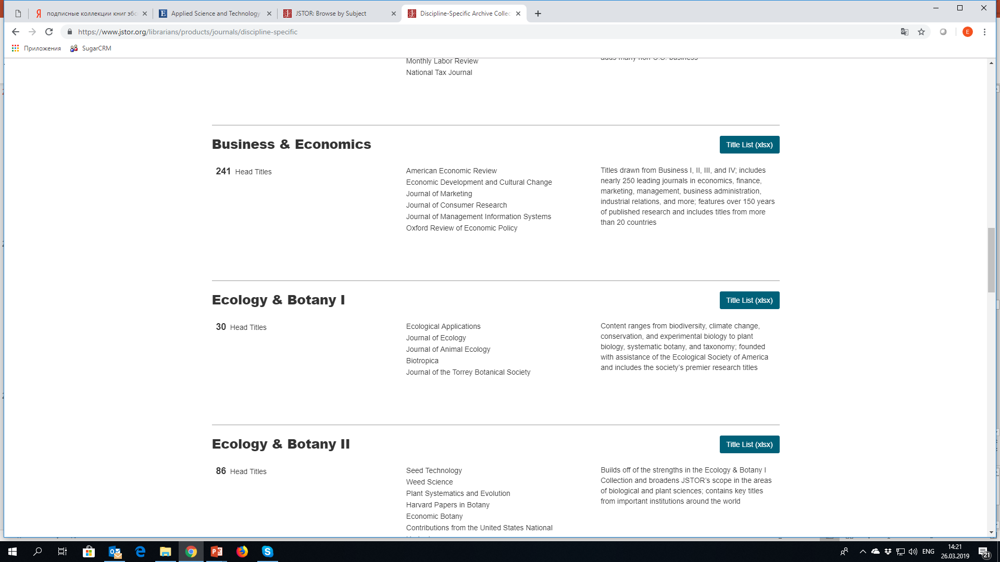 подписные коллекции книг эбс
Applied Science and Technology
JSTOR: Browse by Subject
Discipline-Specific Archive Collec
https://www.jstor.org/librarians/products/journals/discipline-specific
E
Приложения
SugarCRM
Monthly Labor Review
National Tax Journal
adds many non-U.S. business
Business & Economics
Title List (xlsx)
241 Head Titles
American Economic Review
Economic Development and Cultural Change
Journal of Marketing
Journal of Consumer Research
Journal of Management Information Systems
Oxford Review of Economic Policy
Titles drawn from Business I, II, III, and IV; includes
nearly 250 leading journals in economics, finance,
marketing, management, business administration,
industrial relations, and more; features over 150 years
of published research and includes titles from more
than 20 countries
Ecology & Botany I
Title List (xlsx)
30 Head Titles
Ecological Applications
Journal of Ecology
Journal of Animal Ecology
Biotropica
Journal of the Torrey Botanical Society
Content ranges from biodiversity, climate change,
conservation, and experimental biology to plant
biology, systematic botany, and taxonomy; founded
with assistance of the Ecological Society of America
and includes the society's premier research titles
Ecology & Botany II
Title List (xlsx)
86 Head Titles
Seed Technology
Weed Science
Plant Systematics and Evolution
Harvard Papers in Botany
Economic Botany
Contributions from the United States National
Builds off of the strengths in the Ecology & Botany I
Collection and broadens JSTOR's scope in the areas
of biological and plant sciences; contains key titles
from important institutions around the world
ENG
14:21
26.03.2019
21